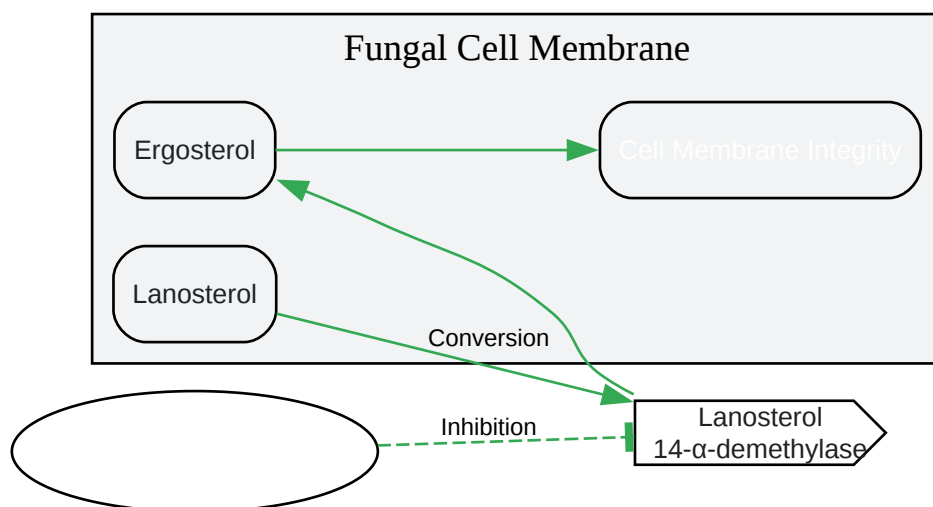 Fungal Cell Membrane
Ergosterol
Cell Membrane Integrity
Lanosterol
Conversion
Inhibition
Lanosterol
14-α-demethylase